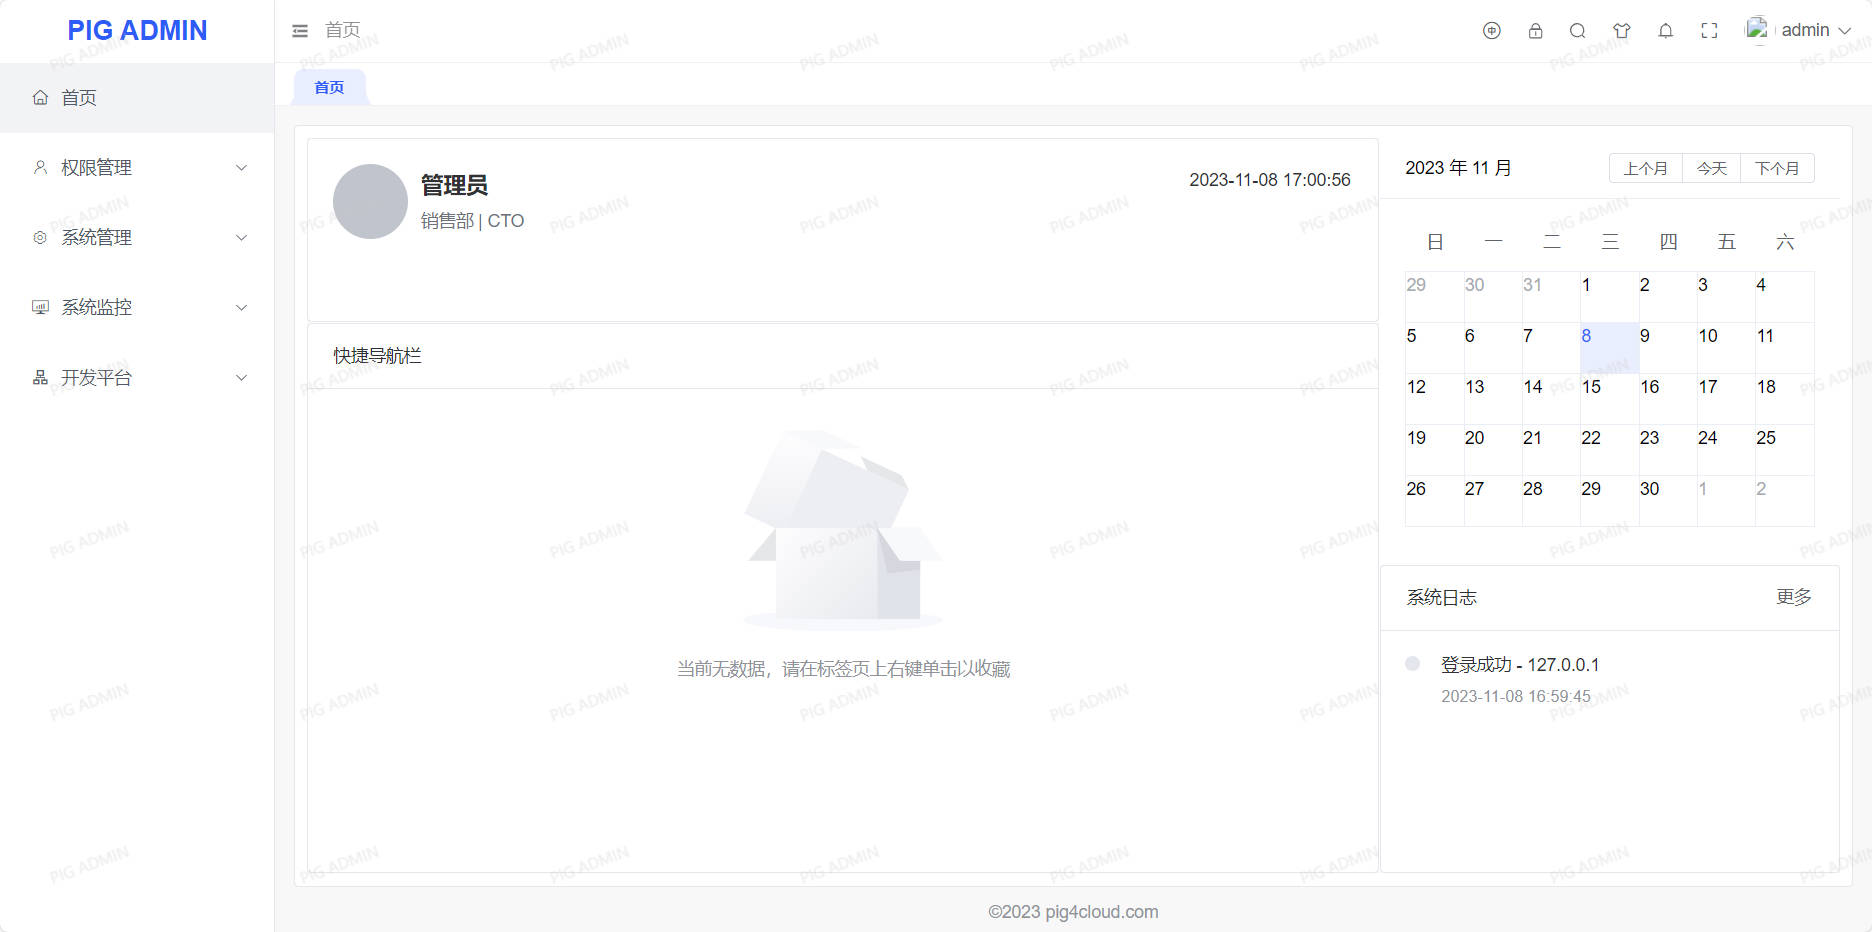 PIG ADMIN
首页
权限管理
系统管理
系统监控
开发平台
首页
admin
首页
管理员
销售部 | CTO
2023-11-08 17:00:56
快捷导航栏
当前无数据，请在标签页上右键单击以收藏
2023 年 11 月
上个月 今天 下个月
日 一 二 三 四 五 六
29 30 31 1 2 3 4
5 6 7 8 9 10 11
12 13 14 15 16 17 18
19 20 21 22 23 24 25
26 27 28 29 30 1 2
系统日志 更多
登录成功 - 127.0.0.1
2023-11-08 16:59:45
©2023 pig4cloud.com
PIG ADMIN